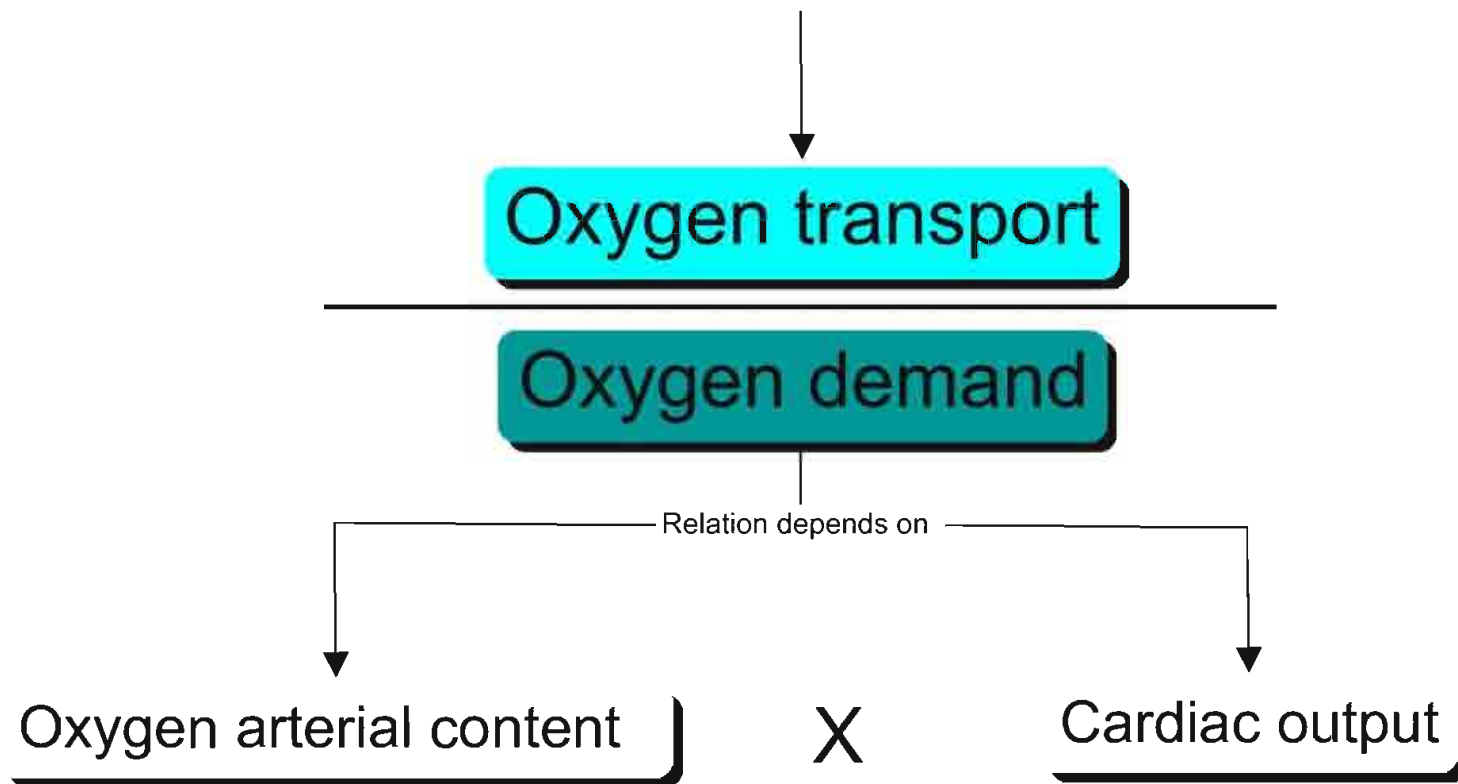 Oxygen transport
Oxygen demand
Relation depends on
Oxygen arterial content X Cardiac output